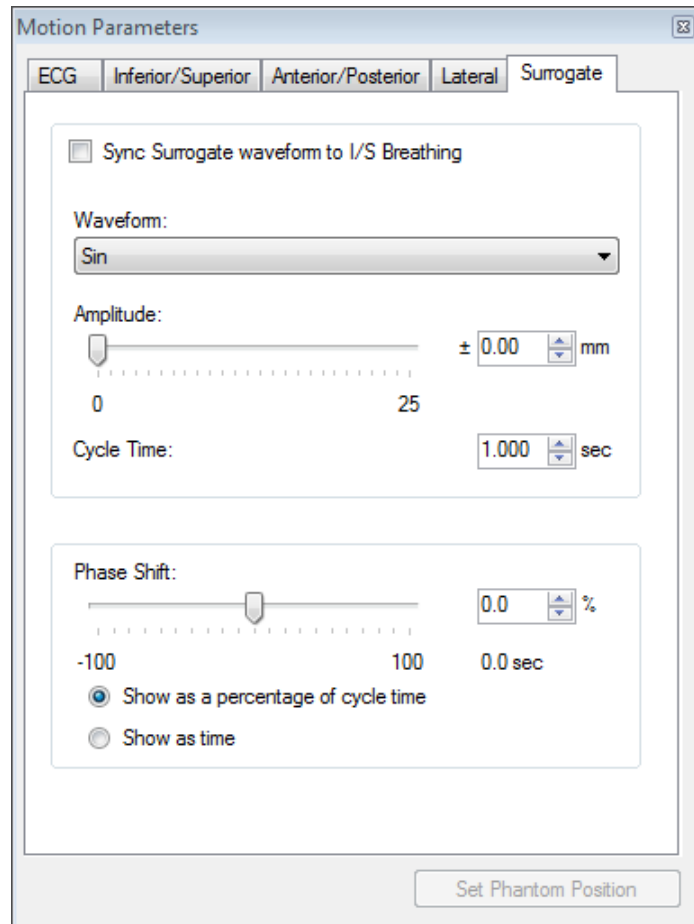 Motion Parameters
ECG Inferior/Superior Anterior/Posterior Lateral Surrogate
Sync Surrogate waveform to I/S Breathing
Waveform:
Sin
Amplitude:
± 0.00 mm
0 25
Cycle Time: 1.000 sec
Phase Shift:
0.0 %
-100 100 0.0 sec
Show as a percentage of cycle time
Show as time
Set Phantom Position